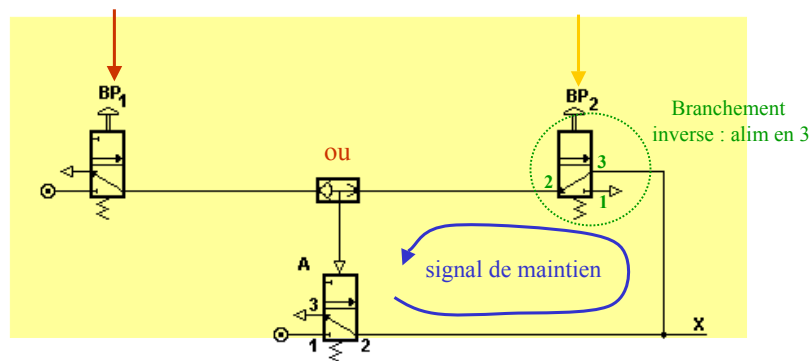 BP1
BP2
Branchement
inverse : alim en 3
ou
3
2
1
A
signal de maintien
3
1
2
X